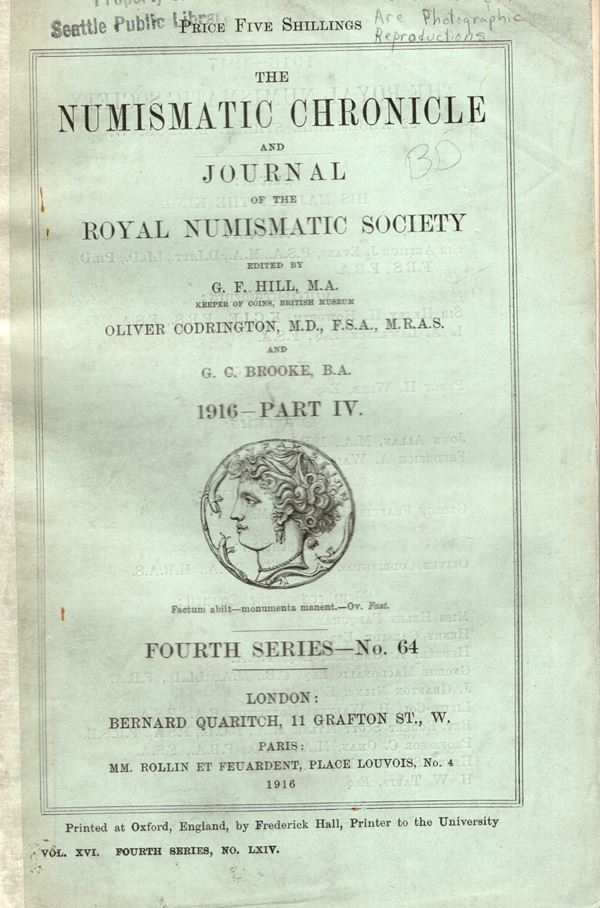 Property
Seattle Public Library
PRICE FIVE SHILLINGS
Are Photographic
Reproductions
THE
NUMISMATIC CHRONICLE
AND
JOURNAL
OF THE
ROYAL NUMISMATIC SOCIETY
EDITED BY
G. F. HILL, M.A.
KEEPER OF COINS, BRITISH MUSEUM
OLIVER CODRINGTON, M.D., F.S.A., M.R.A.S.
AND
G. C. BROOKE, B.A.
BD
1916—PART IV.
Factum abiit—monumenta manent.—Ov. Fast.
FOURTH SERIES—No. 64
LONDON:
BERNARD QUARITCH, 11 GRAFTON ST., W.
PARIS:
MM. ROLLIN ET FEUARDENT, PLACE LOUVOIS, No. 4
1916
Printed at Oxford, England, by Frederick Hall, Printer to the University
VOL. XVI. FOURTH SERIES, NO. LXIV.